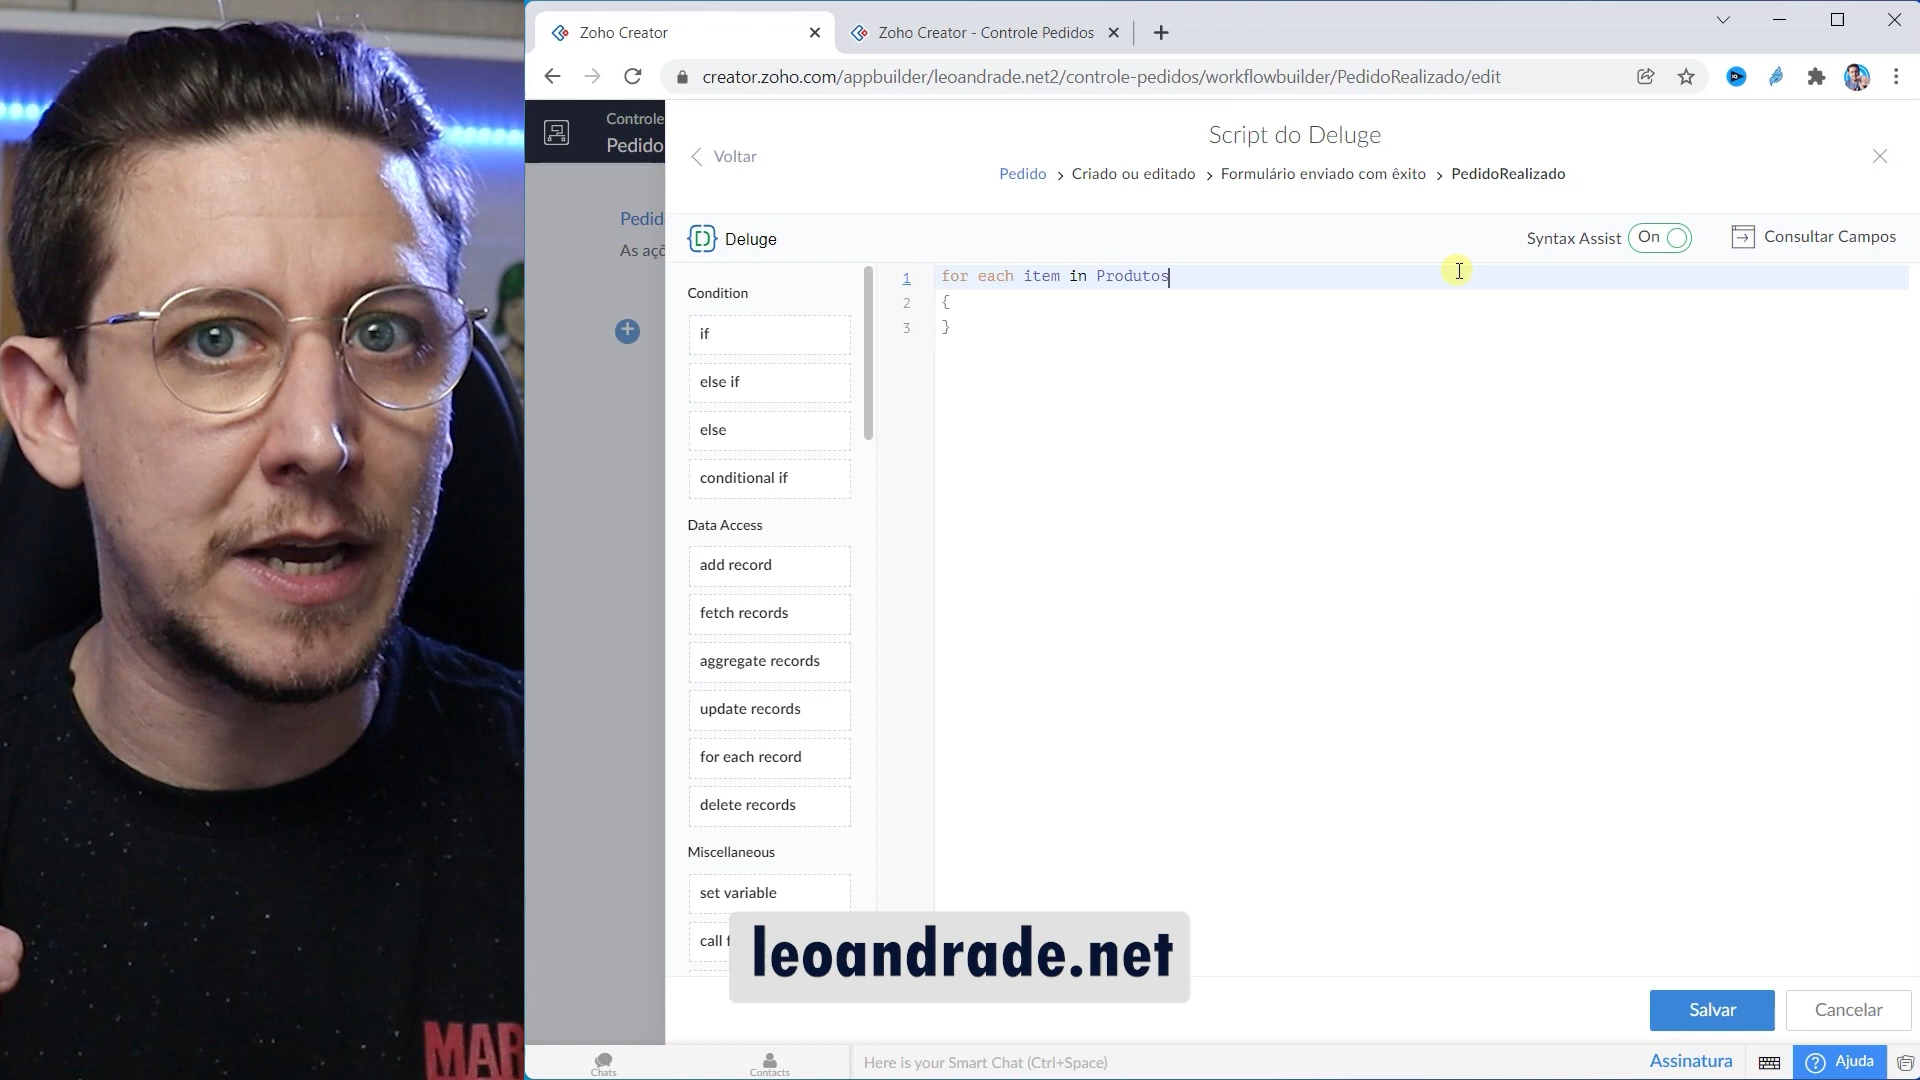 Zoho Creator
Zoho Creator - Controle Pedidos
creator.zoho.com/appbuilder/leoandrade.net2/controle-pedidos/workflowbuilder/PedidoRealizado/edit
Controle
Pedido
Voltar
Script do Deluge
Pedido > Criado ou editado > Formulário enviado com êxito > PedidoRealizado
Pedid
As açõ
Deluge
Syntax Assist On
Consultar Campos
Condition
if
else if
else
conditional if
Data Access
add record
fetch records
aggregate records
update records
for each record
delete records
Miscellaneous
set variable
call f
1 for each item in Produtos
2 {
3 }
leoandrade.net
MAR
Salvar
Cancelar
Chats
Contacts
Here is your Smart Chat (Ctrl+Space)
Assinatura
Ajuda